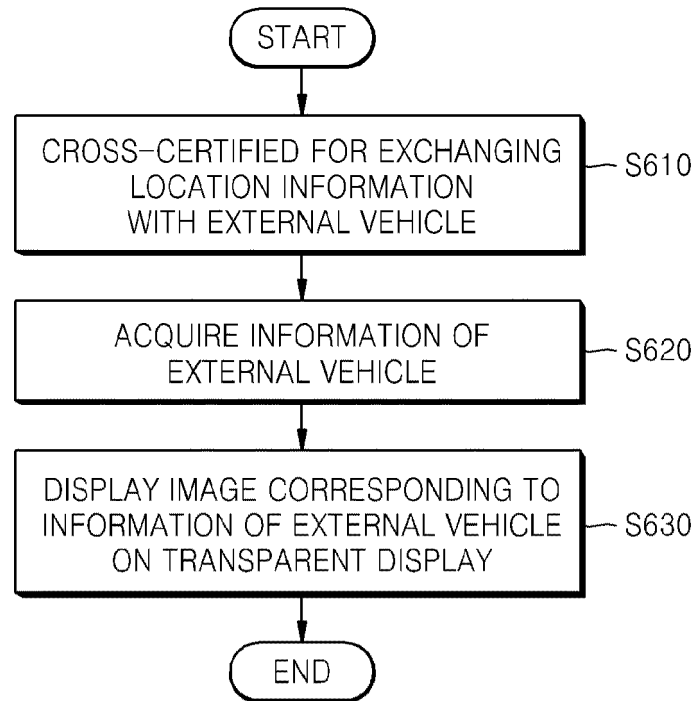 START
CROSS-CERTIFIED FOR EXCHANGING
LOCATION INFORMATION
WITH EXTERNAL VEHICLE
S610
ACQUIRE INFORMATION OF
EXTERNAL VEHICLE
S620
DISPLAY IMAGE CORRESPONDING TO
INFORMATION OF EXTERNAL VEHICLE
ON TRANSPARENT DISPLAY
S630
END